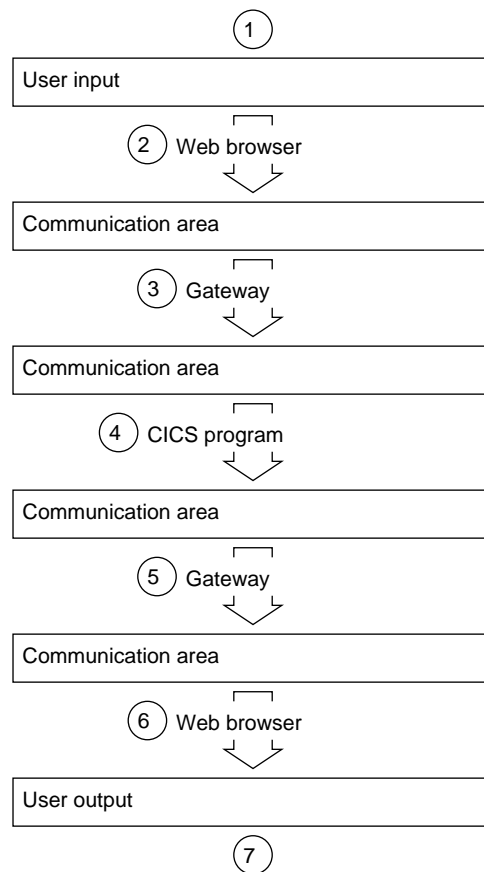 1
User input
2 Web browser
Communication area
3 Gateway
Communication area
4 CICS program
Communication area
5 Gateway
Communication area
6 Web browser
User output
7